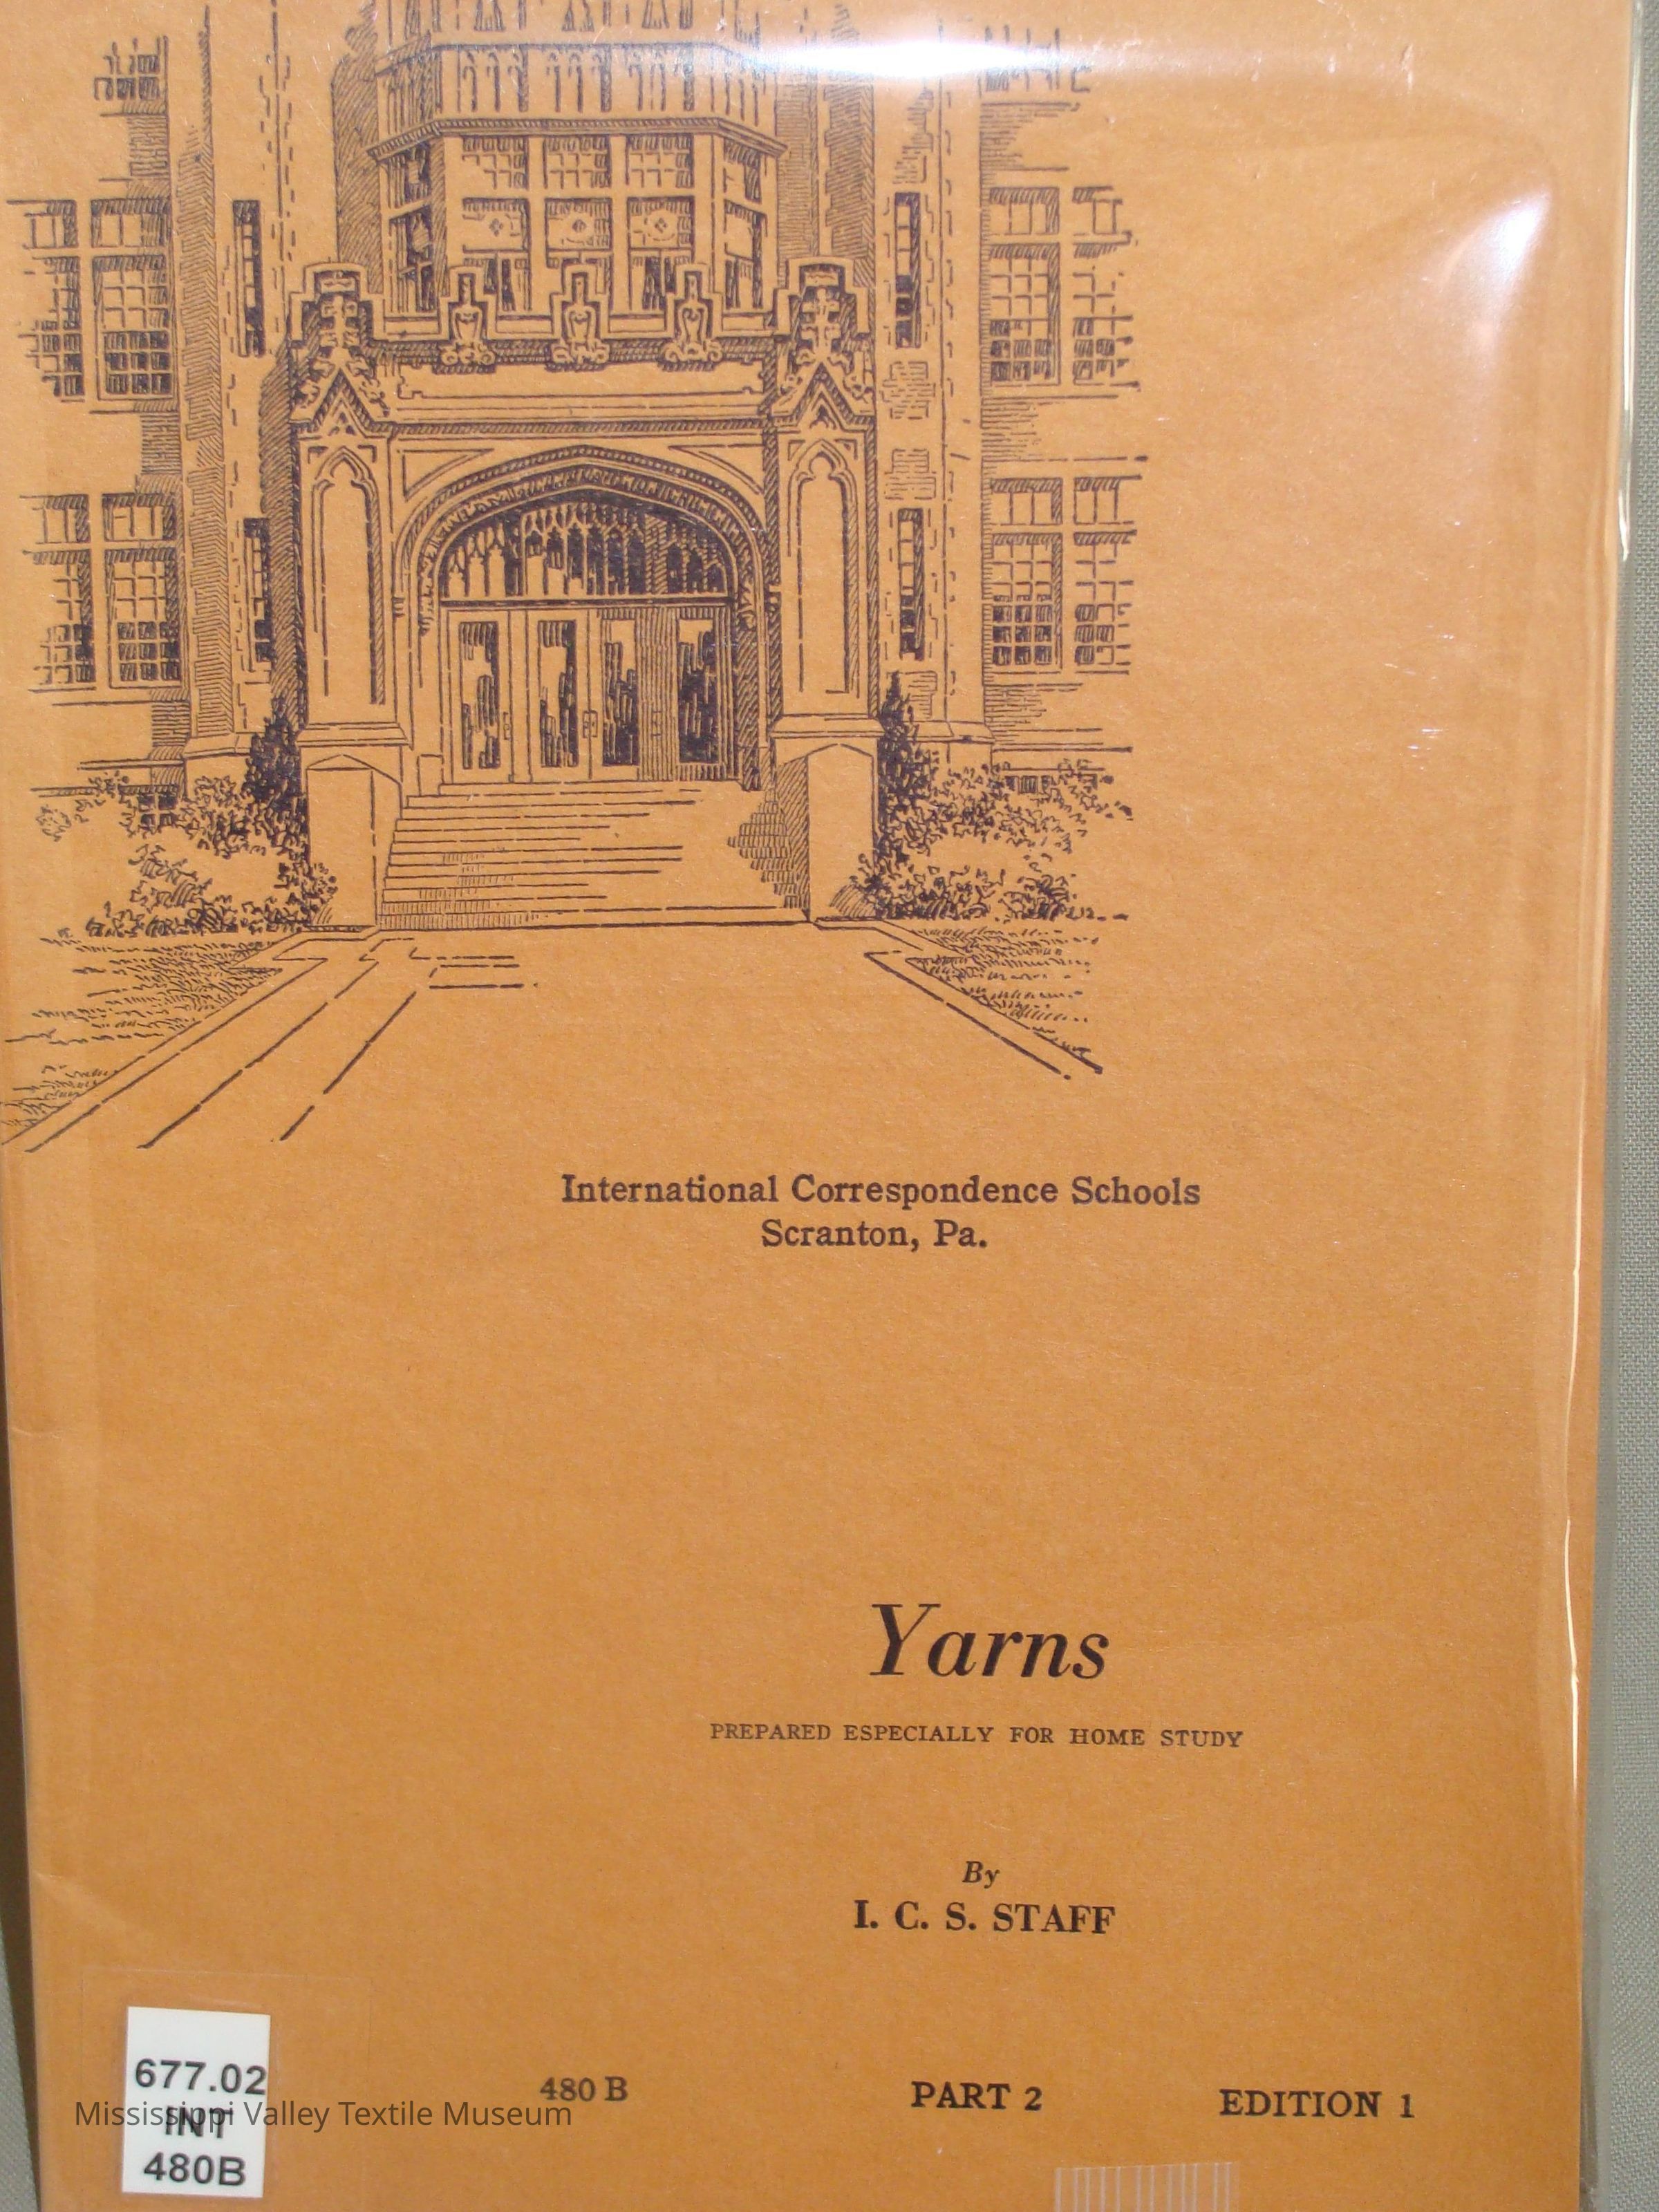 International Correspondence Schools
Scranton, Pa.
Yarns
PREPARED ESPECIALLY FOR HOME STUDY
By
I. C. S. STAFF
480 B PART 2 EDITION 1
677.02
INT
480B
Mississippi Valley Textile Museum